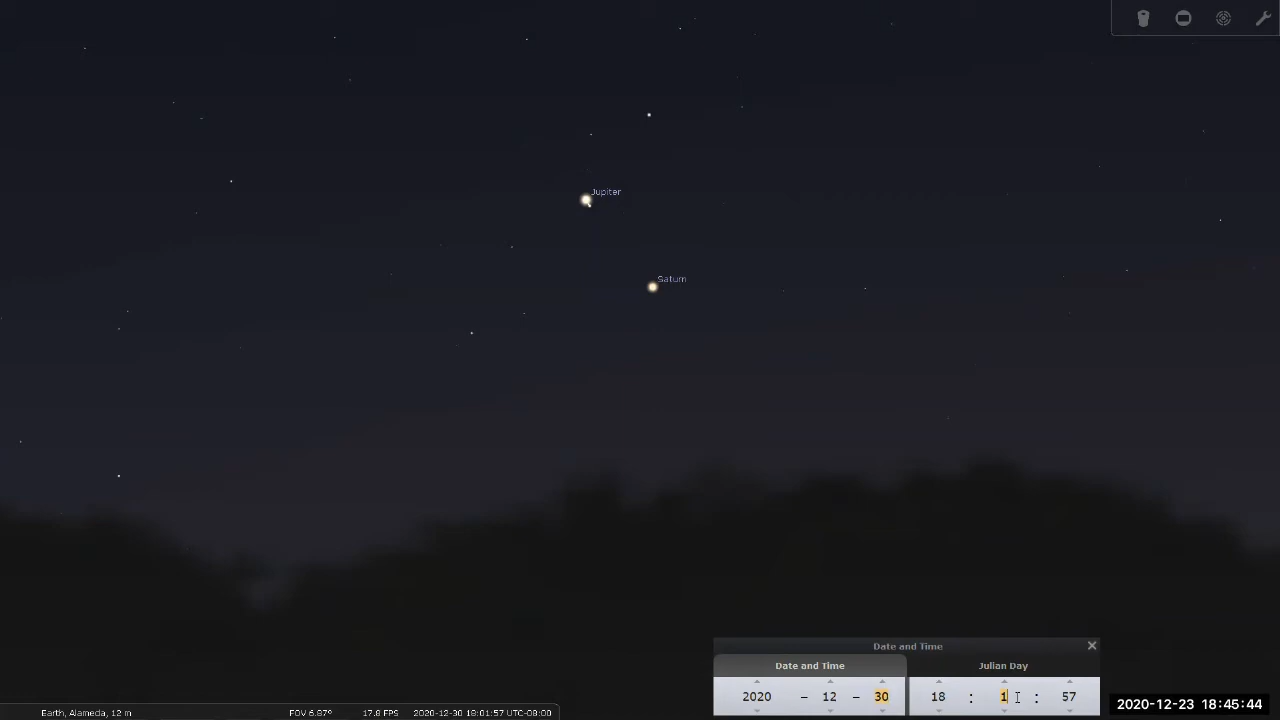 Jupiter
Saturn
Date and Time
Date and Time
Julian Day
2020 – 12 – 30 18 : 1 : 57
Earth, Alameda, 12 m
FOV 6.87°
17.8 FPS
2020-12-30 18:01:57 UTC-08:00
2020-12-23 18:45:44